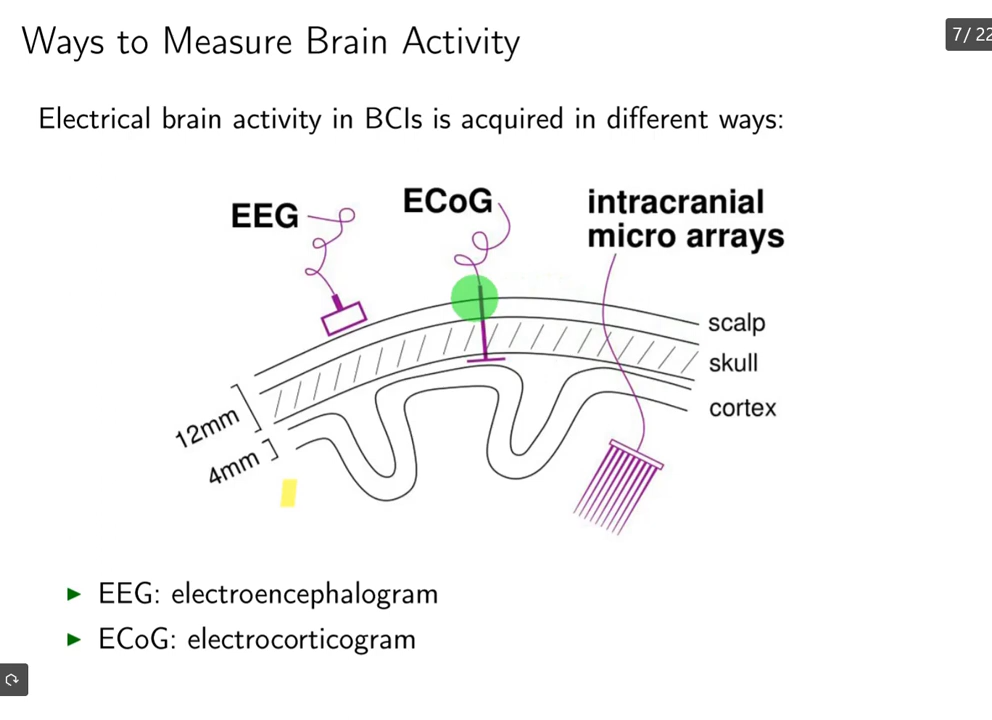 Ways to Measure Brain Activity
7/ 22
Electrical brain activity in BCIs is acquired in different ways:
EEG
ECoG
intracranial
micro arrays
scalp
skull
cortex
12mm
4mm
► EEG: electroencephalogram
► ECoG: electrocorticogram